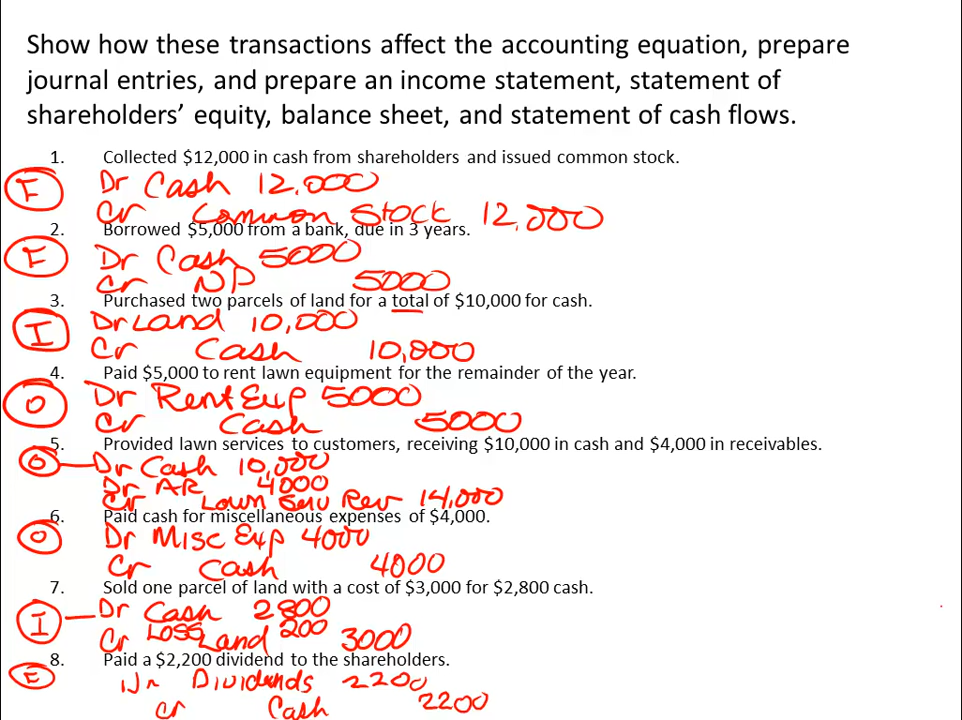 Show how these transactions affect the accounting equation, prepare
journal entries, and prepare an income statement, statement of
shareholders' equity, balance sheet, and statement of cash flows.
1. Collected $12,000 in cash from shareholders and issued common stock.
F Dr Cash 12,000
Cr Common Stock 12,000
2. Borrowed $5,000 from a bank, due in 3 years.
F Dr Cash 5000
Cr NP 5000
3. Purchased two parcels of land for a total of $10,000 for cash.
I Dr Land 10,000
Cr Cash 10,000
4. Paid $5,000 to rent lawn equipment for the remainder of the year.
O Dr Rent Exp 5000
Cr Cash 5000
5. Provided lawn services to customers, receiving $10,000 in cash and $4,000 in receivables.
O Dr Cash 10,000
Dr AR 4000
Cr Lawn Serv Rev 14,000
6. Paid cash for miscellaneous expenses of $4,000.
O Dr Misc Exp 4000
Cr Cash 4000
7. Sold one parcel of land with a cost of $3,000 for $2,800 cash.
I Dr Cash 2800
Loss 200
Cr Land 3000
8. Paid a $2,200 dividend to the shareholders.
F Dr Dividends 2200
Cr Cash 2200